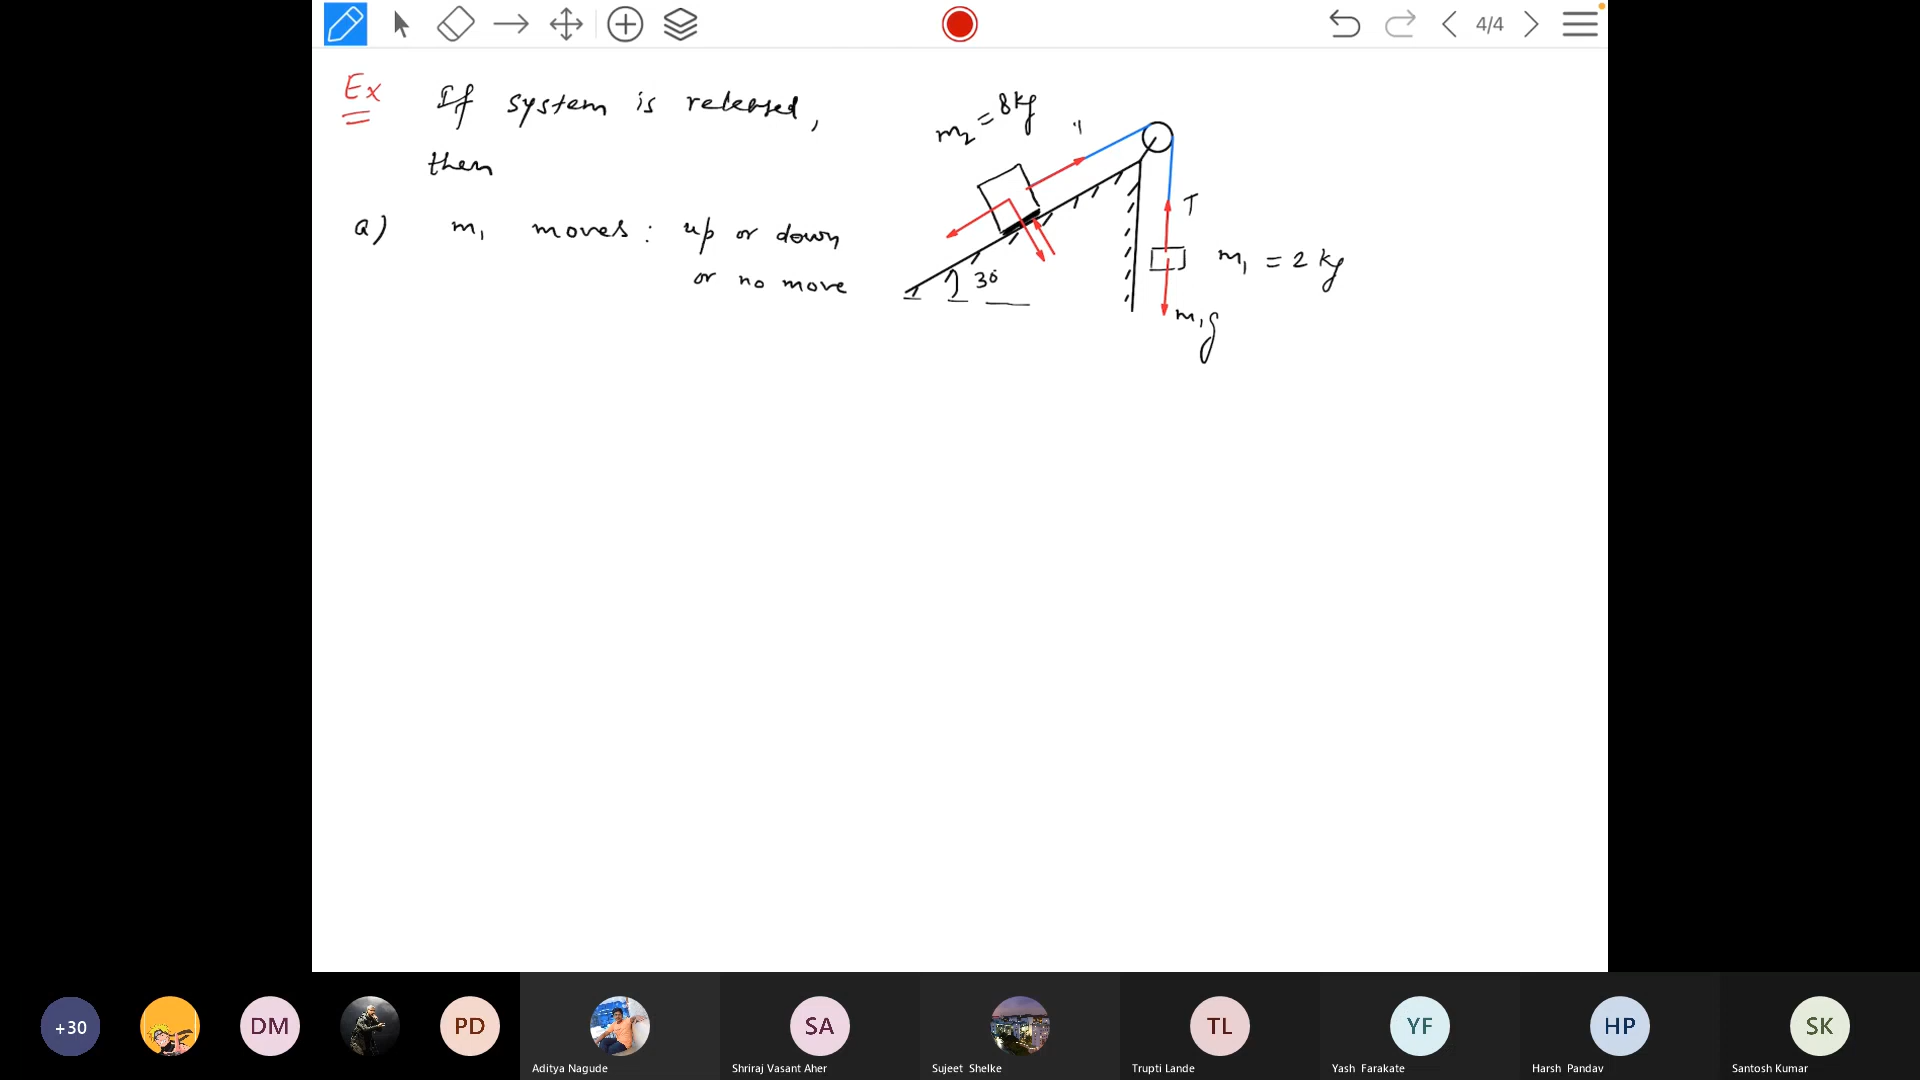 4/4
Ex If system is released,
then
a) m₁ moves: up or down
or no move
m₂ = 8 kg
T
m₁ = 2 kg
30°
m₁g
+30
DM
PD
SA
TL
YF
HP
SK
Aditya Nagude
Shriraj Vasant Aher
Sujeet Shelke
Trupti Lande
Yash Farakate
Harsh Pandav
Santosh Kumar